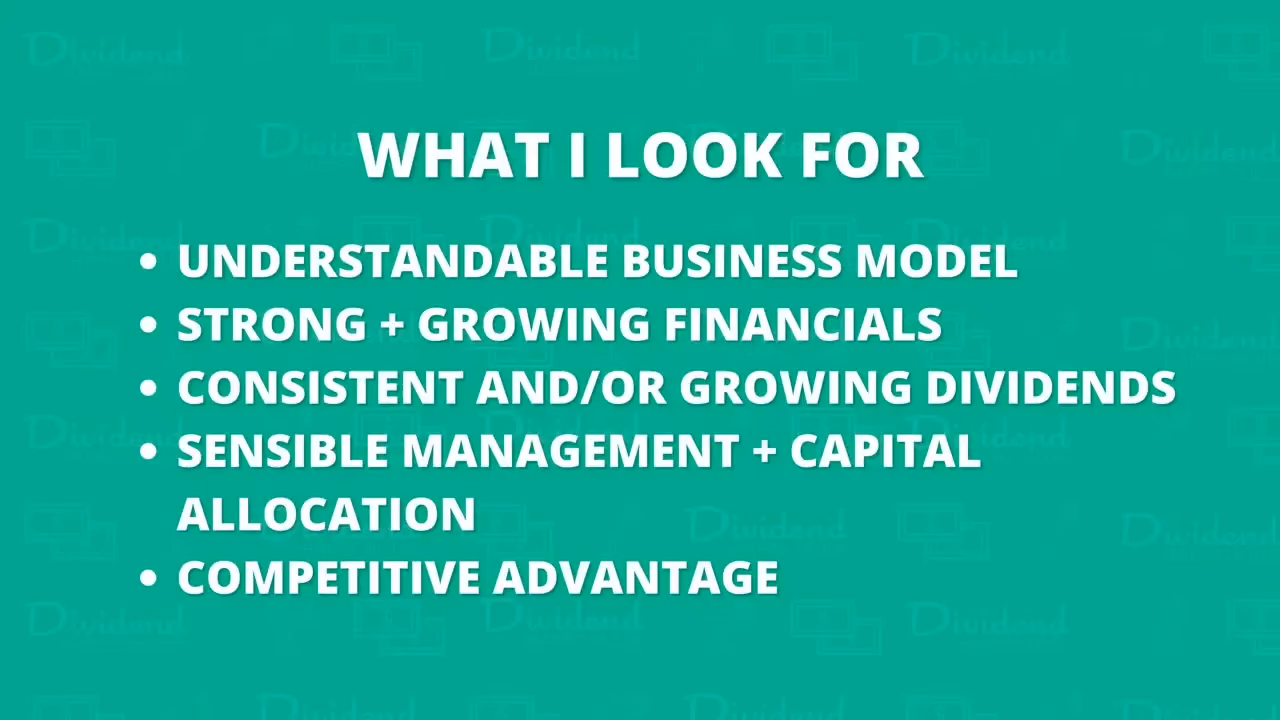 WHAT I LOOK FOR
• UNDERSTANDABLE BUSINESS MODEL
• STRONG + GROWING FINANCIALS
• CONSISTENT AND/OR GROWING DIVIDENDS
• SENSIBLE MANAGEMENT + CAPITAL
ALLOCATION
• COMPETITIVE ADVANTAGE